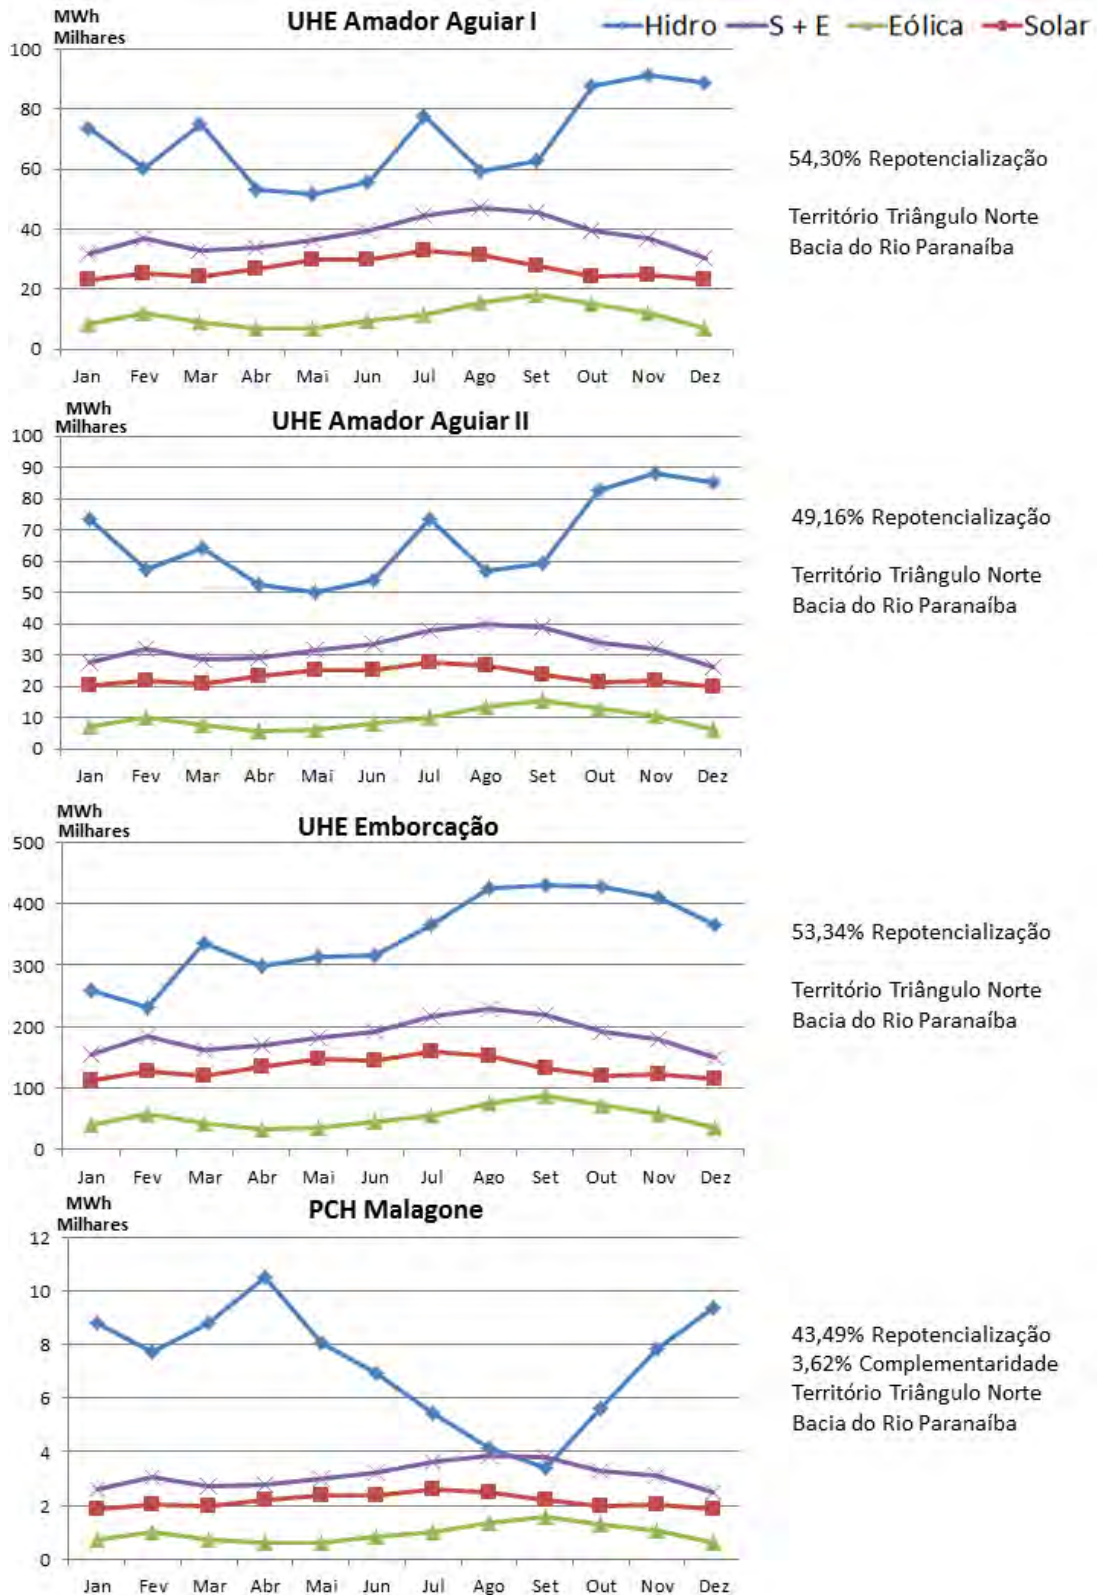 MWh
Milhares
UHE Amador Aguiar I
Hidro S + E Eólica Solar
100
80
60
40
20
0
Jan Fev Mar Abr Mai Jun Jul Ago Set Out Nov Dez
54,30% Repotencialização
Território Triângulo Norte
Bacia do Rio Paranaíba
MWh
Milhares
UHE Amador Aguiar II
100
90
80
70
60
50
40
30
20
10
0
Jan Fev Mar Abr Mai Jun Jul Ago Set Out Nov Dez
49,16% Repotencialização
Território Triângulo Norte
Bacia do Rio Paranaíba
MWh
Milhares
UHE Emborcação
500
400
300
200
100
0
Jan Fev Mar Abr Mai Jun Jul Ago Set Out Nov Dez
53,34% Repotencialização
Território Triângulo Norte
Bacia do Rio Paranaíba
MWh
Milhares
PCH Malagone
12
10
8
6
4
2
0
Jan Fev Mar Abr Mai Jun Jul Ago Set Out Nov Dez
43,49% Repotencialização
3,62% Complementaridade
Território Triângulo Norte
Bacia do Rio Paranaíba